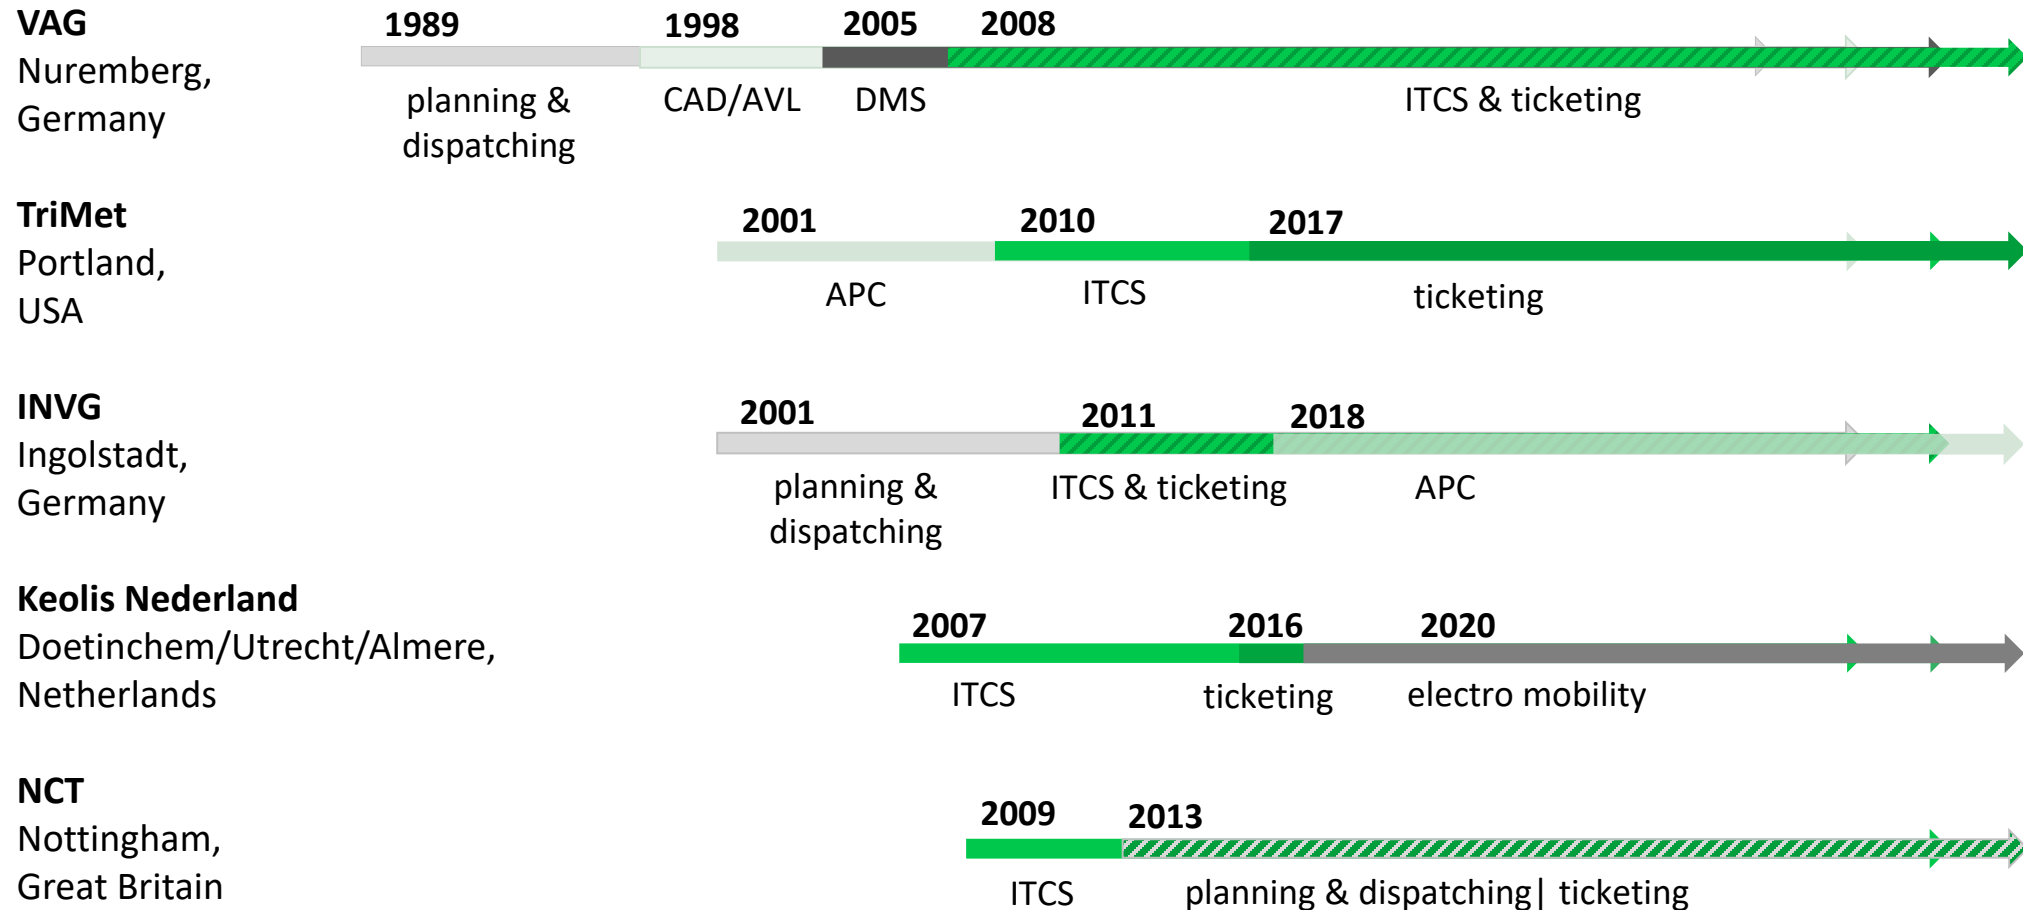 VAG
Nuremberg,
Germany
1989
1998
2005
2008
planning &
dispatching
CAD/AVL
DMS
ITCS & ticketing
TriMet
Portland,
USA
2001
2010
2017
APC
ITCS
ticketing
INVG
Ingolstadt,
Germany
2001
2011
2018
planning &
dispatching
ITCS & ticketing
APC
Keolis Nederland
Doetinchem/Utrecht/Almere,
Netherlands
2007
2016
2020
ITCS
ticketing
electro mobility
NCT
Nottingham,
Great Britain
2009
2013
ITCS
planning & dispatching| ticketing